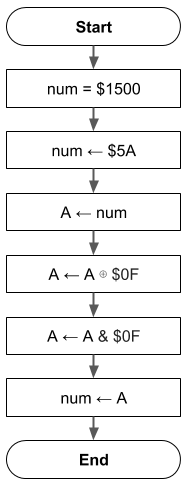 Start
num = $1500
num ← $5A
A ← num
A ← A ⊕ $0F
A ← A & $0F
num ← A
End